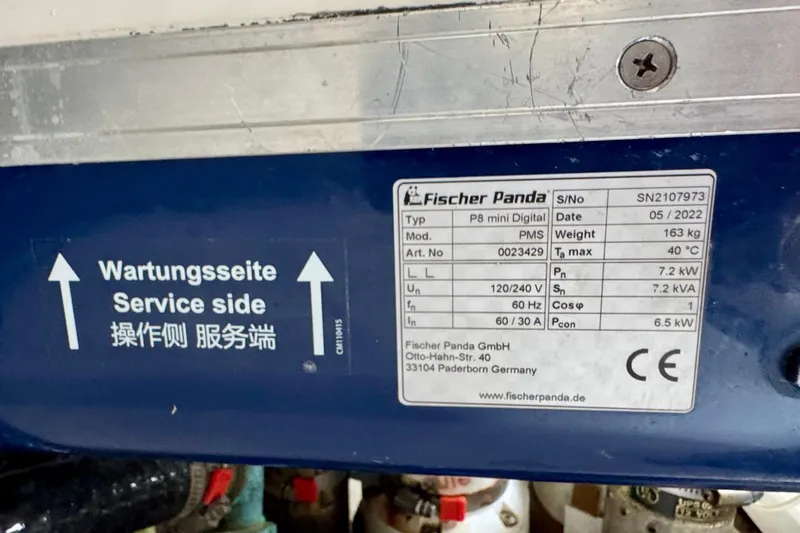 Wartungsseite
Service side
操作侧 服务端
CM110415
Fischer Panda
S/No SN2107973
Typ P8 mini Digital Date 05 / 2022
Mod. PMS Weight 163 kg
Art. No 0023429 Ta max 40 °C
L L Pn 7.2 kW
Un 120/240 V Sn 7.2 kVA
fn 60 Hz Cosφ 1
In 60 / 30 A Pcon 6.5 kW
Fischer Panda GmbH
Otto-Hahn-Str. 40
33104 Paderborn Germany
CE
www.fischerpanda.de